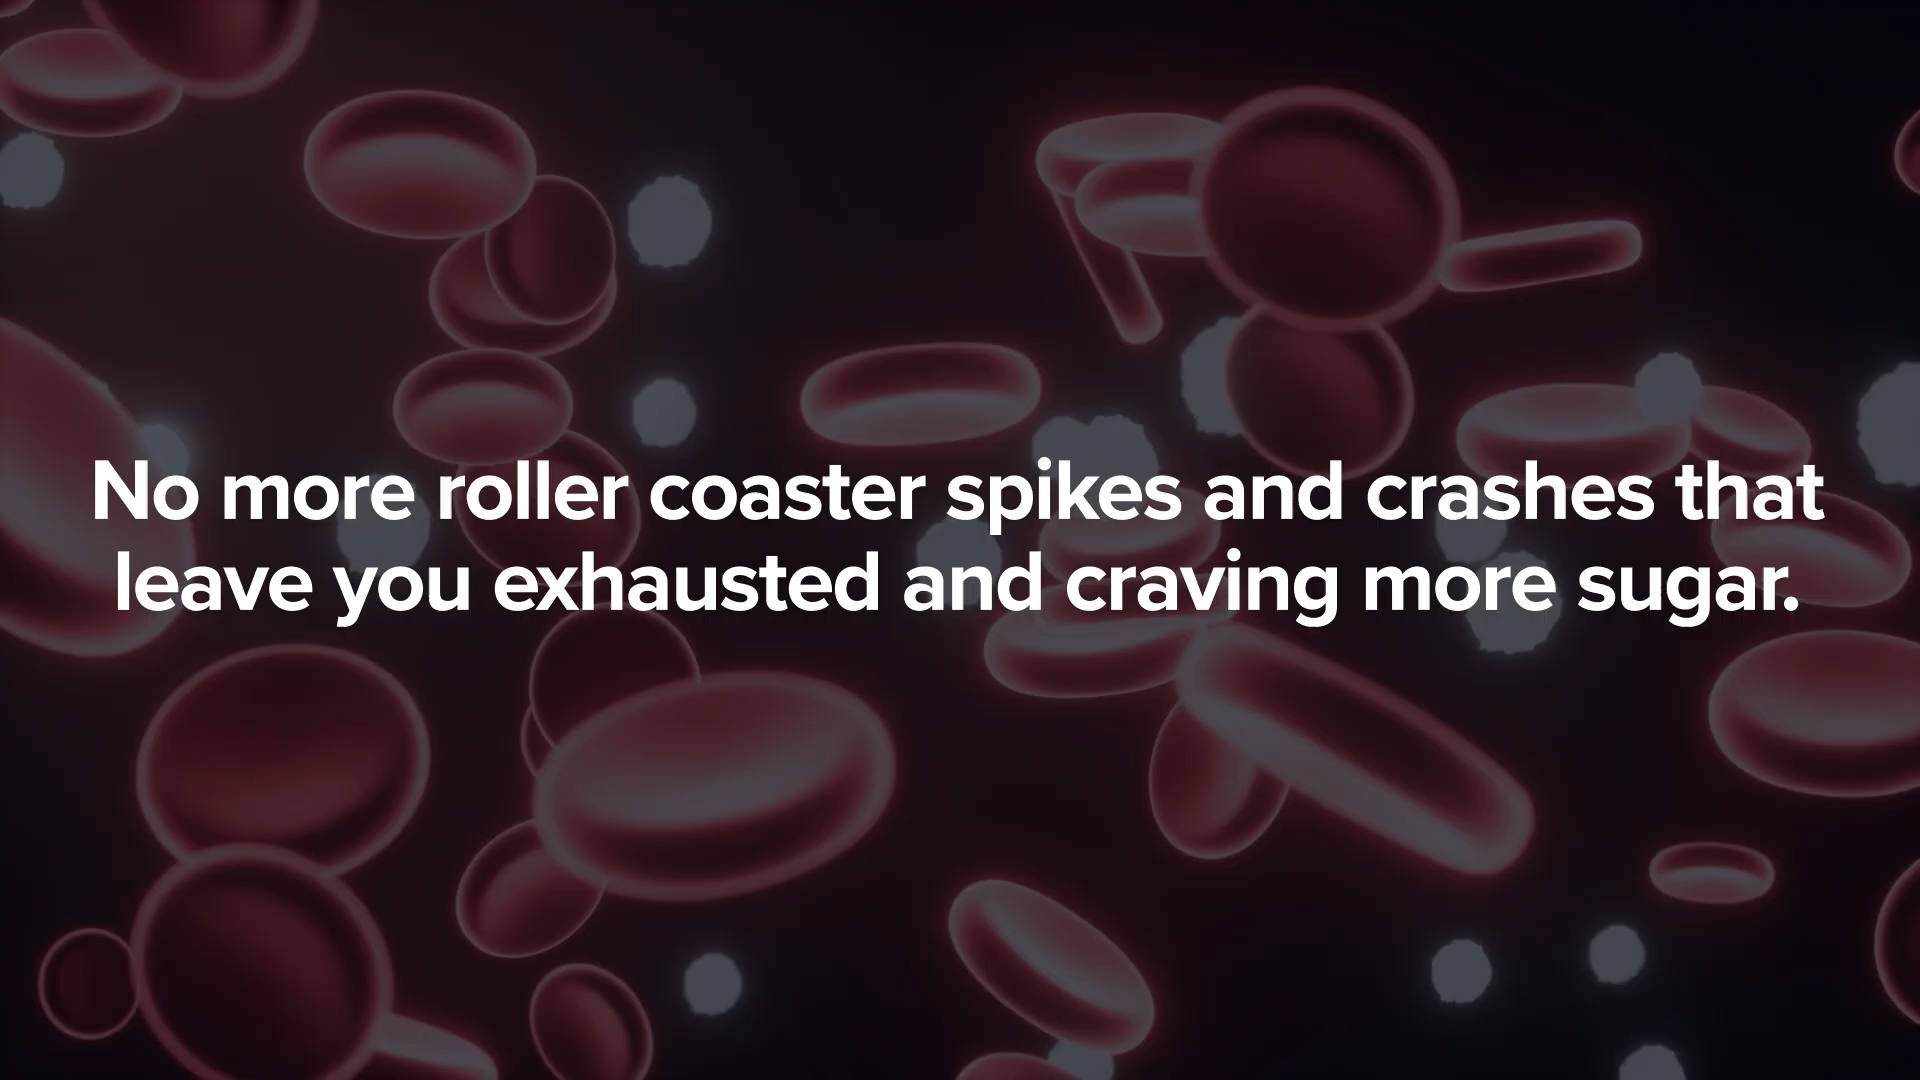 No more roller coaster spikes and crashes that
leave you exhausted and craving more sugar.